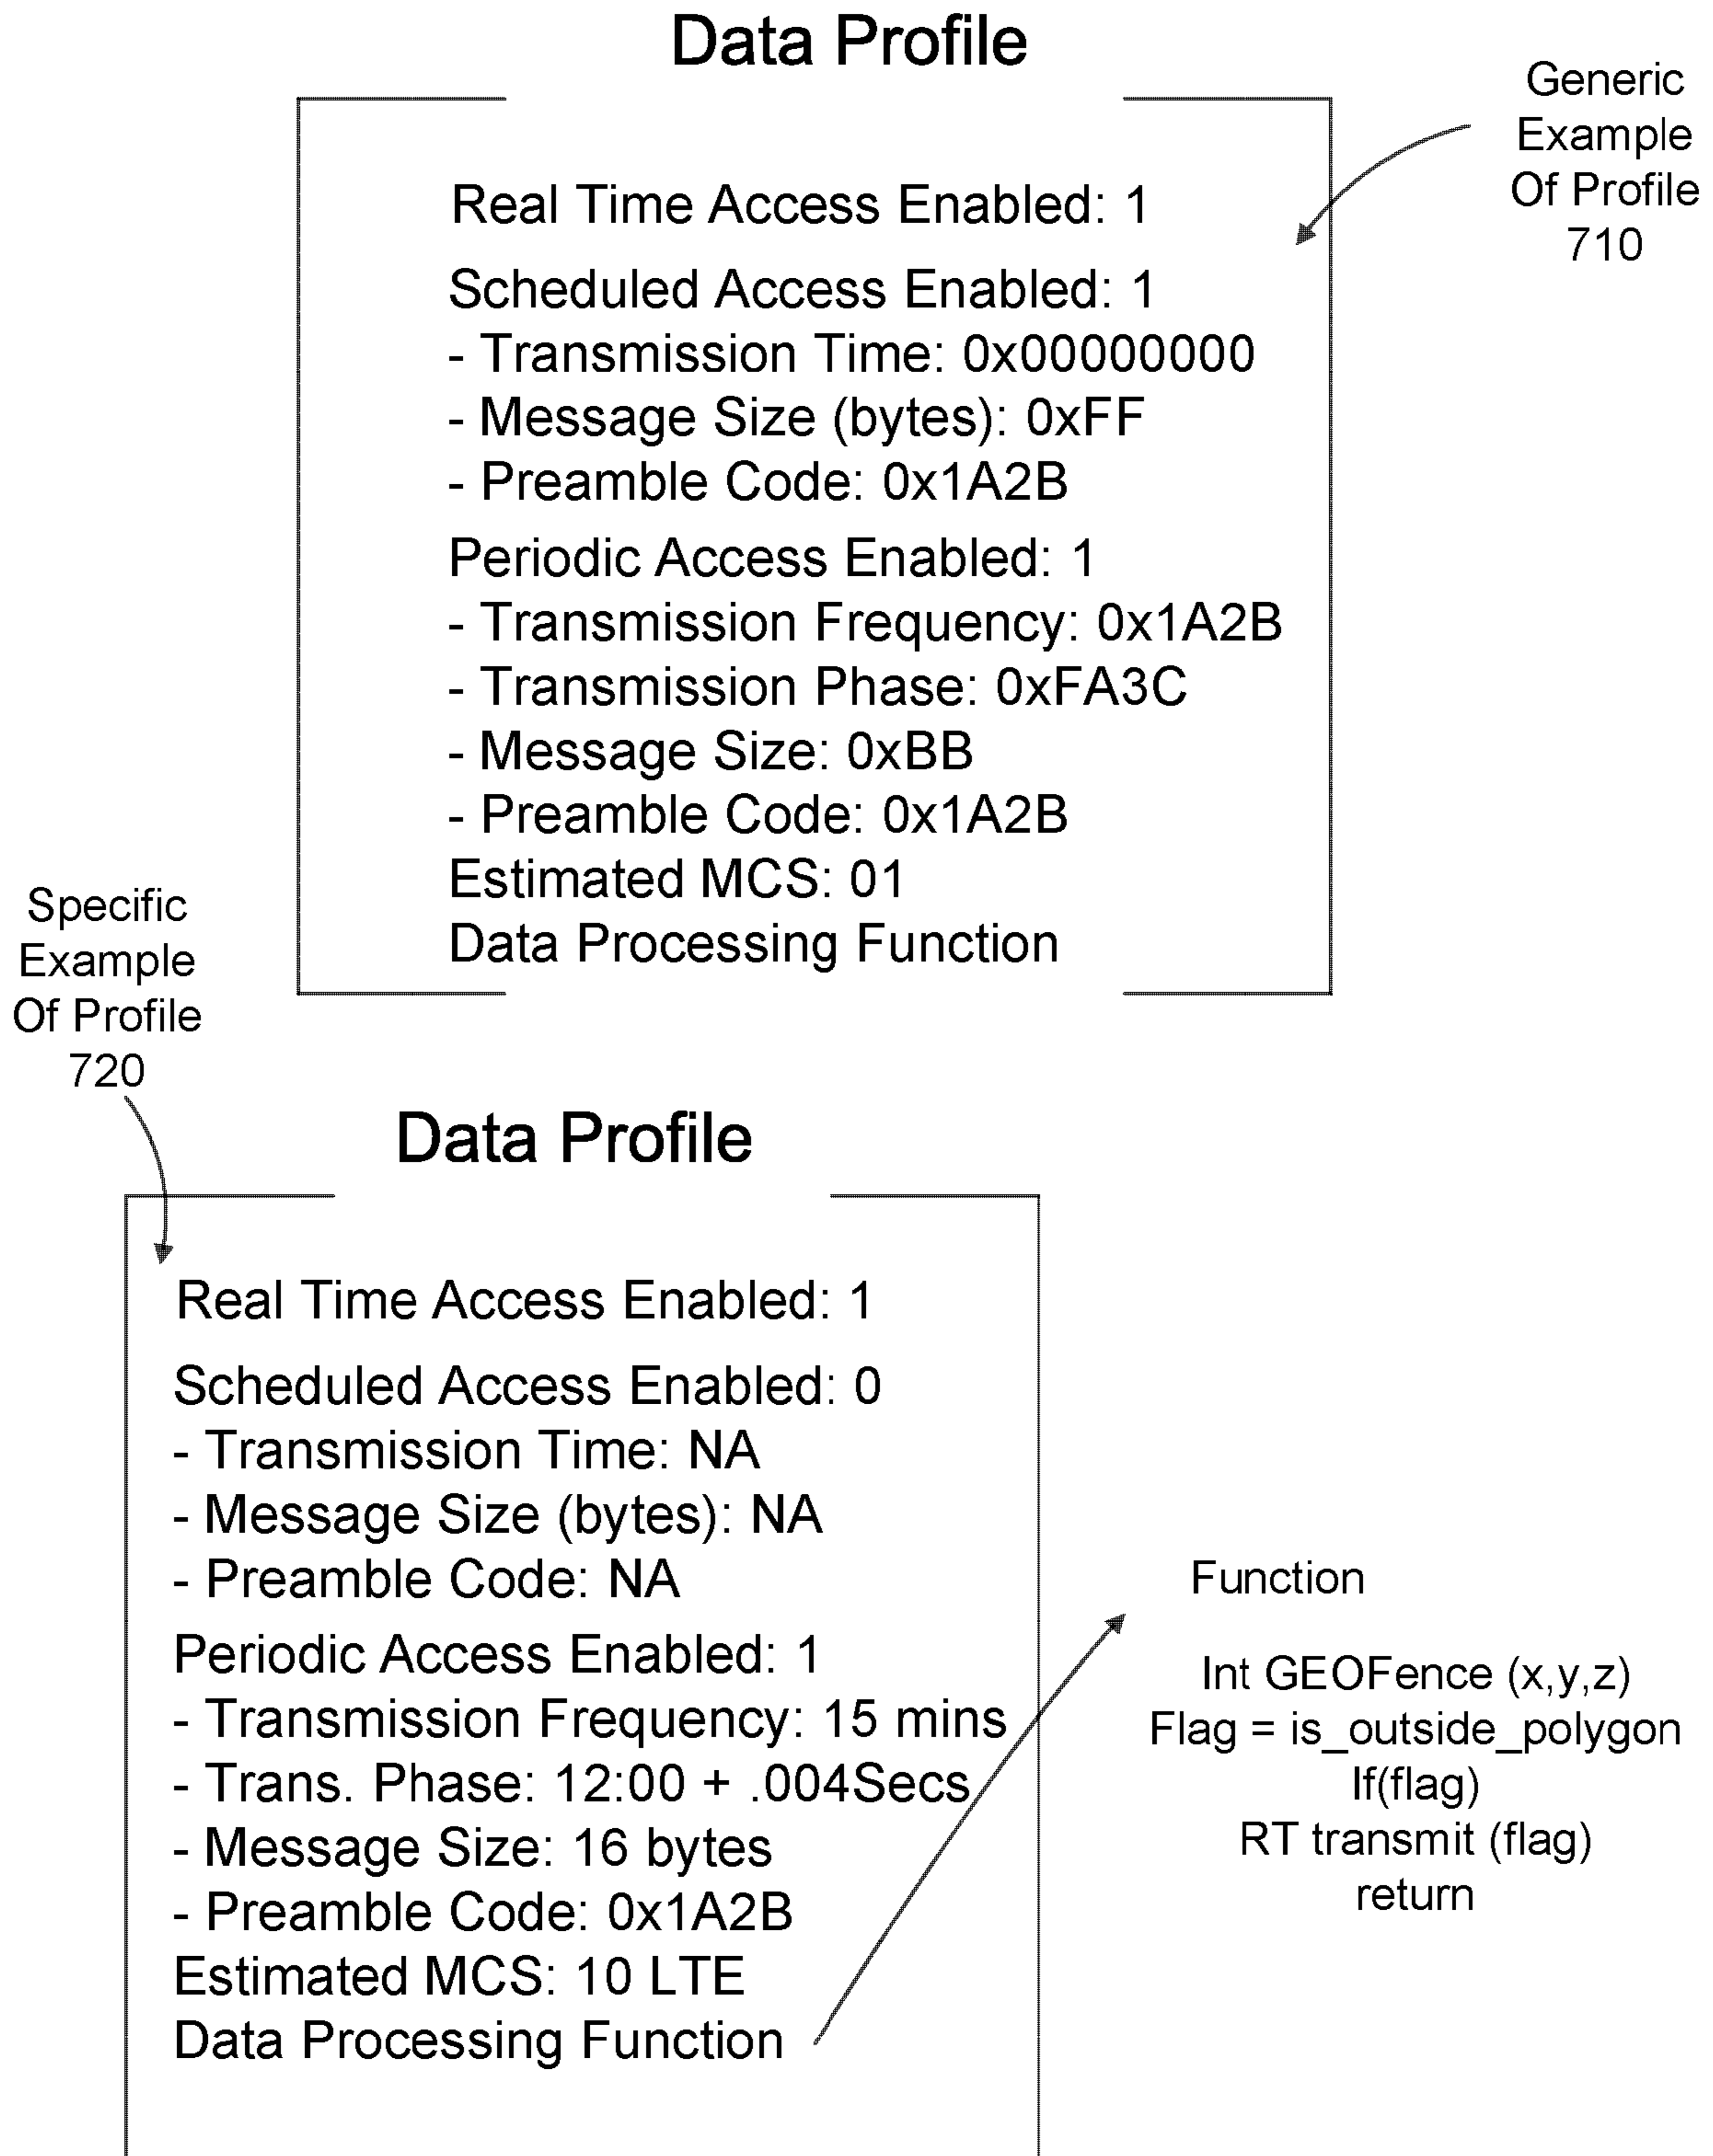 Data Profile
Generic
Example
Of Profile
710
Real Time Access Enabled: 1
Scheduled Access Enabled: 1
- Transmission Time: 0x00000000
- Message Size (bytes): 0xFF
- Preamble Code: 0x1A2B
Periodic Access Enabled: 1
- Transmission Frequency: 0x1A2B
- Transmission Phase: 0xFA3C
- Message Size: 0xBB
- Preamble Code: 0x1A2B
Estimated MCS: 01
Data Processing Function
Specific
Example
Of Profile
720
Data Profile
Real Time Access Enabled: 1
Scheduled Access Enabled: 0
- Transmission Time: NA
- Message Size (bytes): NA
- Preamble Code: NA
Periodic Access Enabled: 1
- Transmission Frequency: 15 mins
- Trans. Phase: 12:00 + .004Secs
- Message Size: 16 bytes
- Preamble Code: 0x1A2B
Estimated MCS: 10 LTE
Data Processing Function
Function
Int GEOFence (x,y,z)
Flag = is_outside_polygon
If(flag)
RT transmit (flag)
return